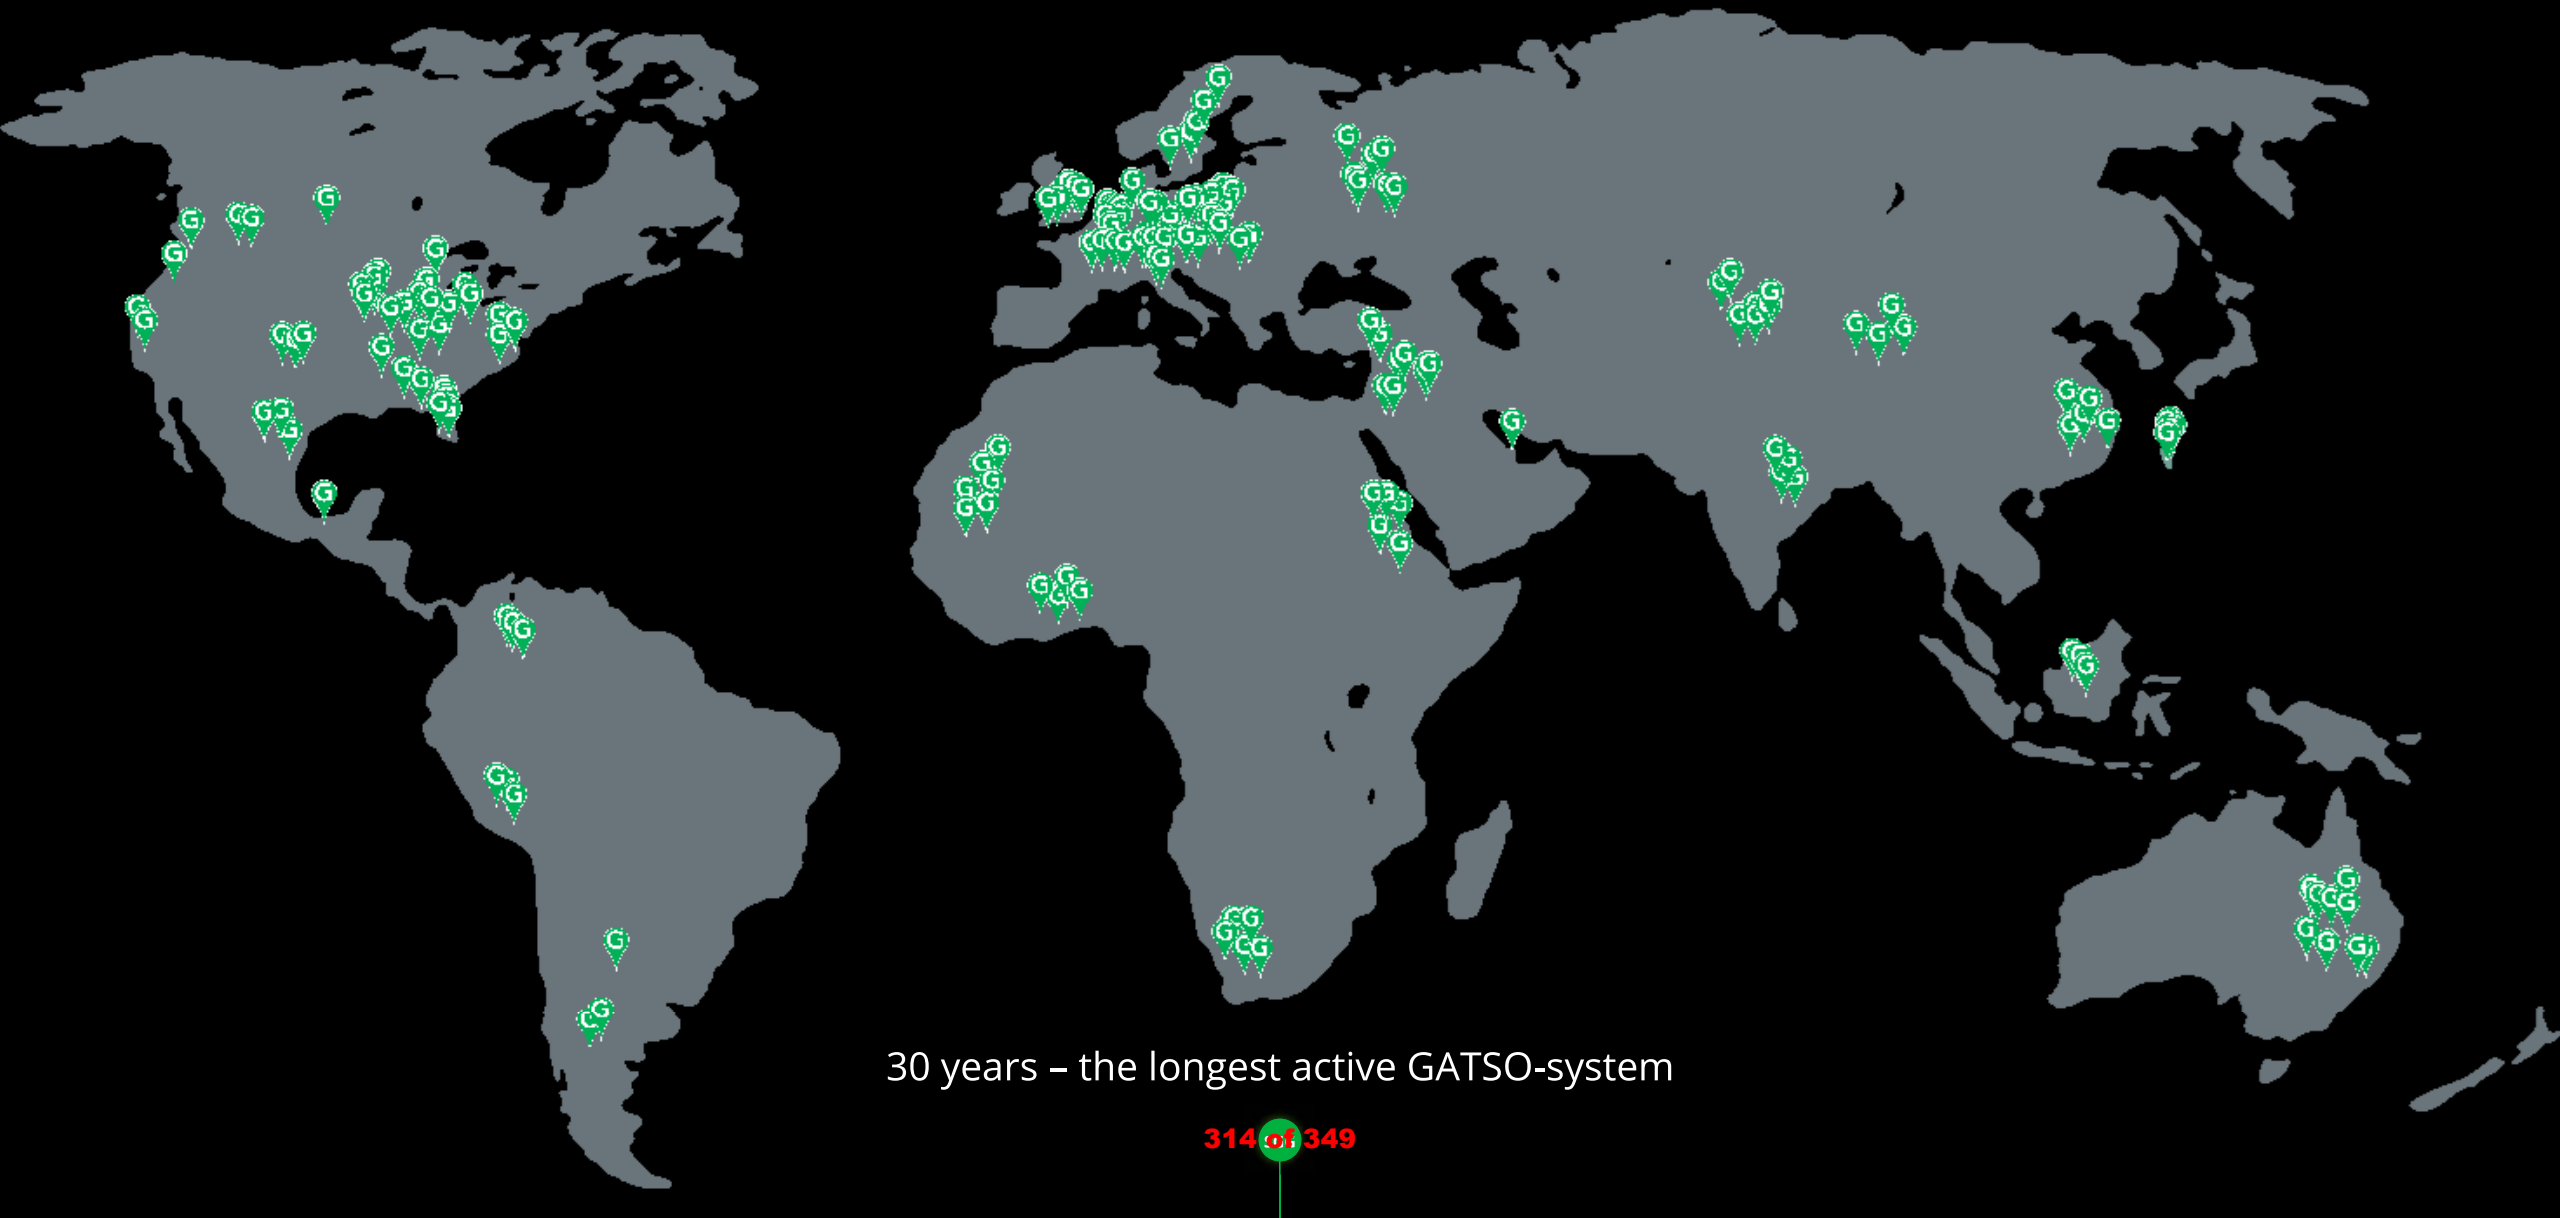 30 years – the longest active GATSO-system
314 of 349